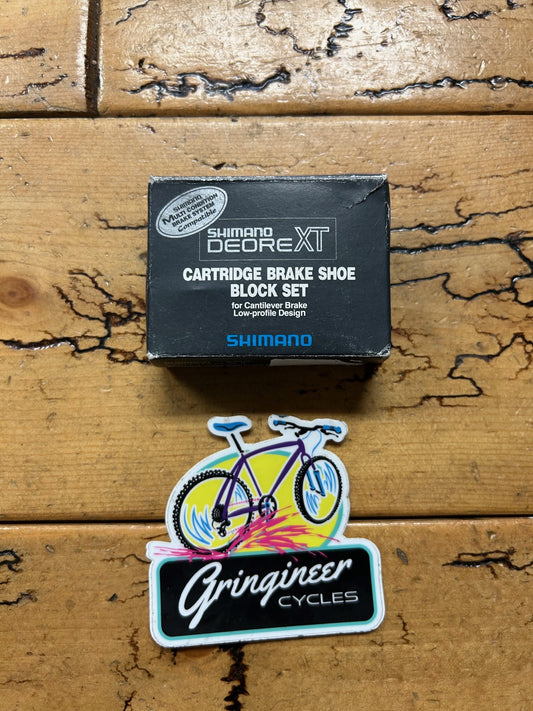 SHIMANO
MULTI CONDITION
BRAKE SYSTEM
Compatible
SHIMANO
DEORE XT
CARTRIDGE BRAKE SHOE
BLOCK SET
for Cantilever Brake
Low-profile Design
SHIMANO
Gringineer
CYCLES